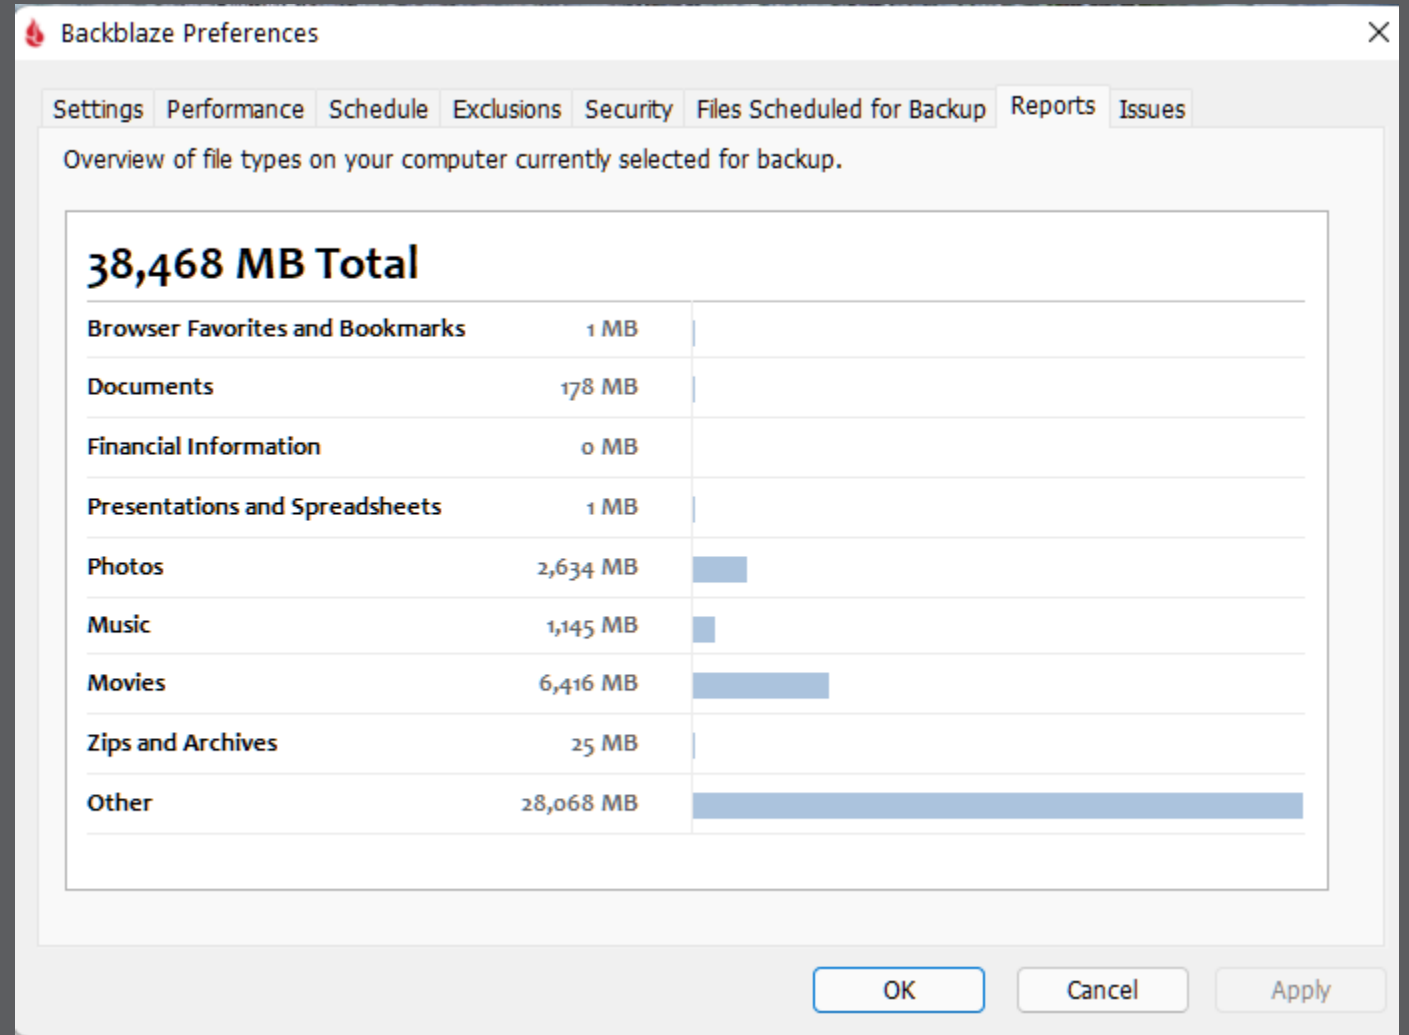 Backblaze Preferences
Settings Performance Schedule Exclusions Security Files Scheduled for Backup Reports Issues
Overview of file types on your computer currently selected for backup.
38,468 MB Total
Browser Favorites and Bookmarks 1 MB
Documents 178 MB
Financial Information 0 MB
Presentations and Spreadsheets 1 MB
Photos 2,634 MB
Music 1,145 MB
Movies 6,416 MB
Zips and Archives 25 MB
Other 28,068 MB
OK Cancel Apply